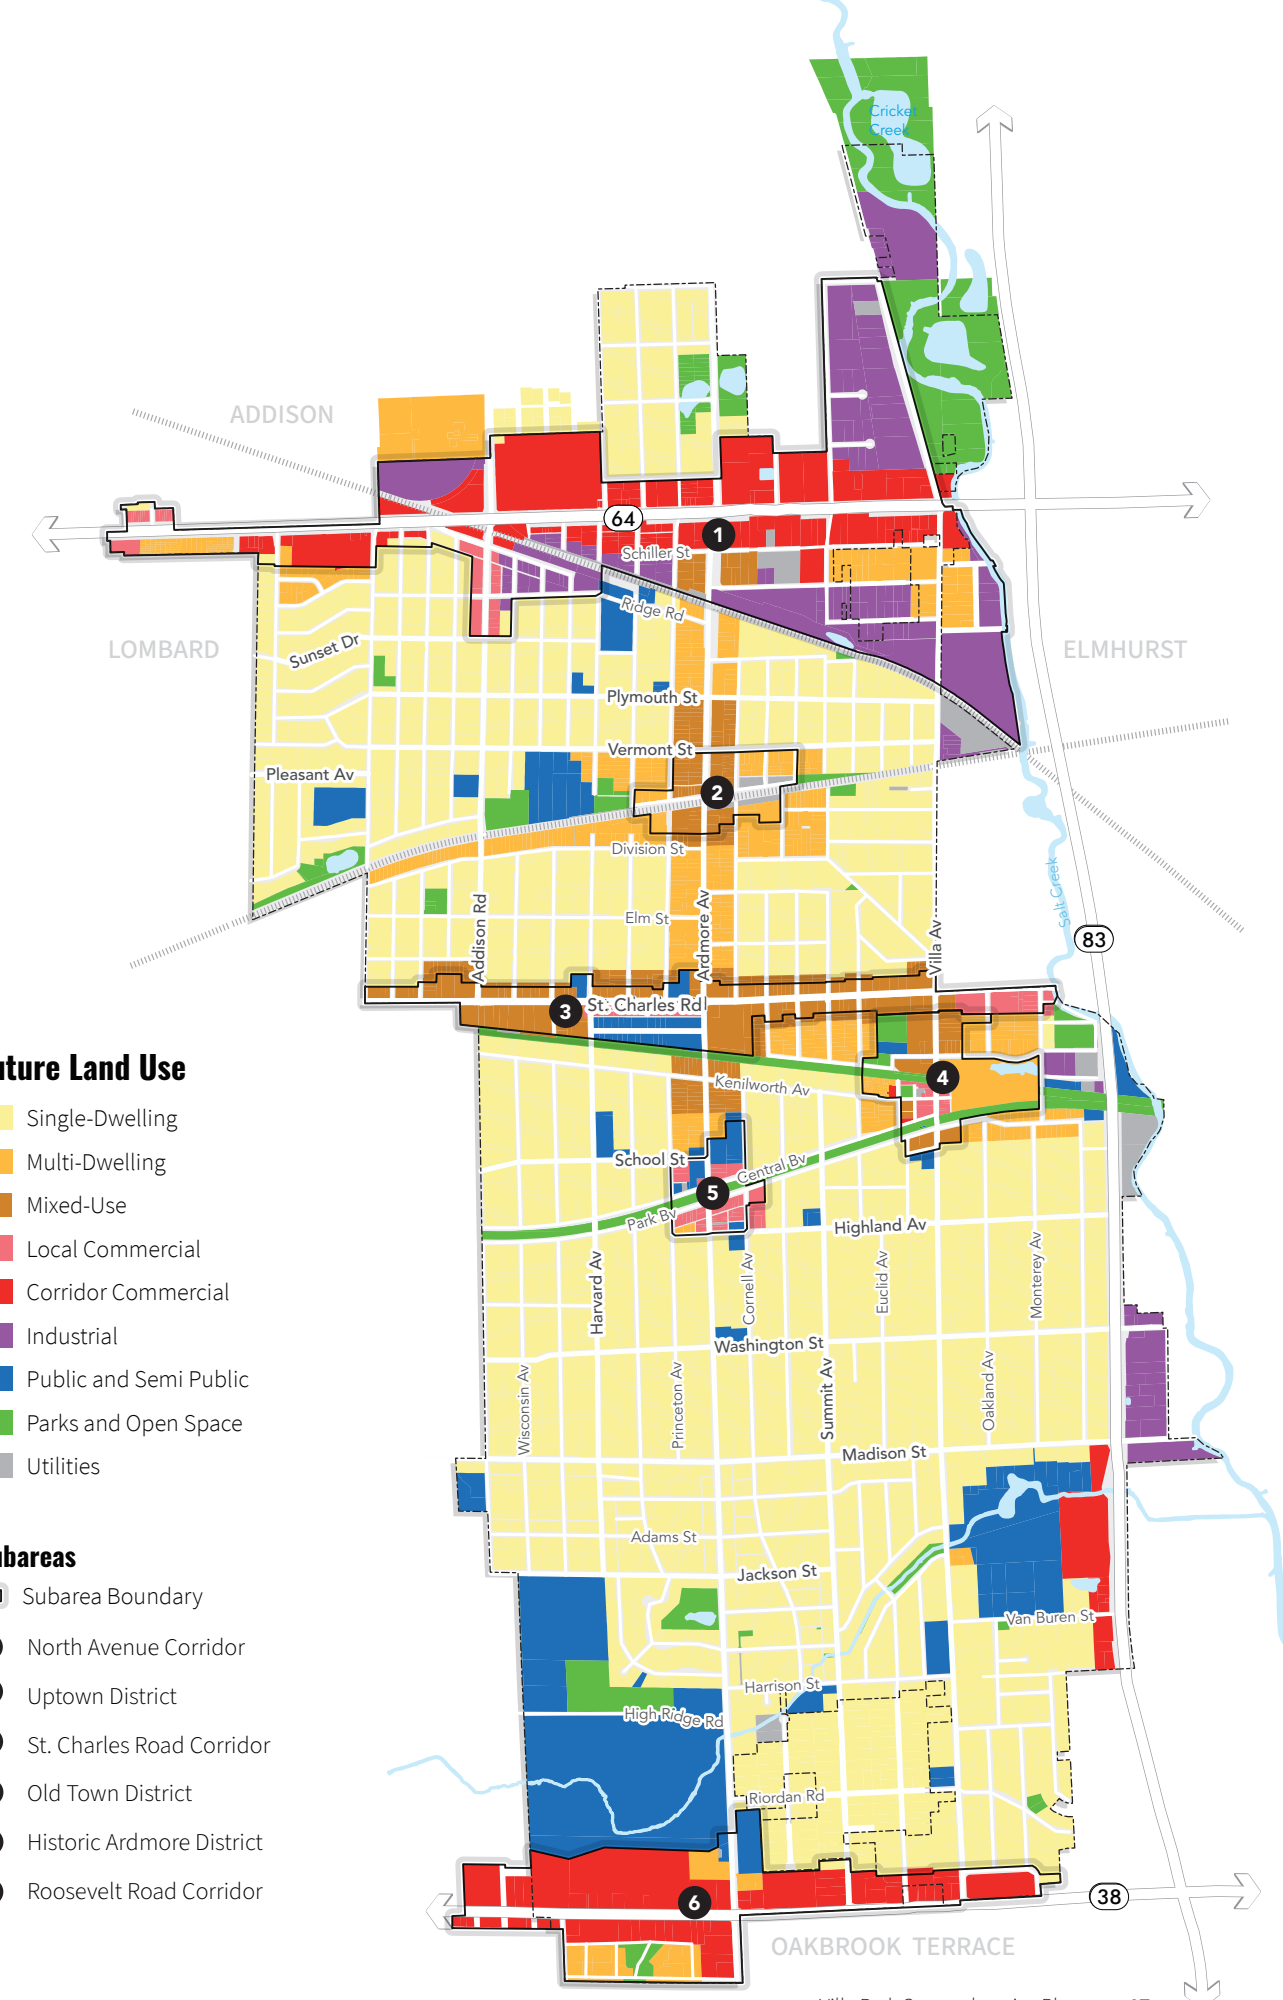 Cricket
Creek
ADDISON
64
1
Schiller St
Ridge Rd
LOMBARD
Sunset Dr
ELMHURST
Plymouth St
Vermont St
Pleasant Av
2
Division St
Salt Creek
Elm St
Addison Rd
Ardmore Av
Villa Av
83
3
St. Charles Rd
uture Land Use
Single-Dwelling
Multi-Dwelling
Mixed-Use
Local Commercial
Corridor Commercial
Industrial
Public and Semi Public
Parks and Open Space
Utilities
4
Kenilworth Av
School St
Central Bv
5
Park Bv
Highland Av
Harvard Av
Cornell Av
Euclid Av
Monterey Av
Washington St
Wisconsin Av
Princeton Av
Summit Av
Oakland Av
Madison St
Adams St
Jackson St
Van Buren St
Harrison St
High Ridge Rd
Riordan Rd
ubareas
Subarea Boundary
North Avenue Corridor
Uptown District
St. Charles Road Corridor
Old Town District
Historic Ardmore District
Roosevelt Road Corridor
6
38
OAKBROOK TERRACE